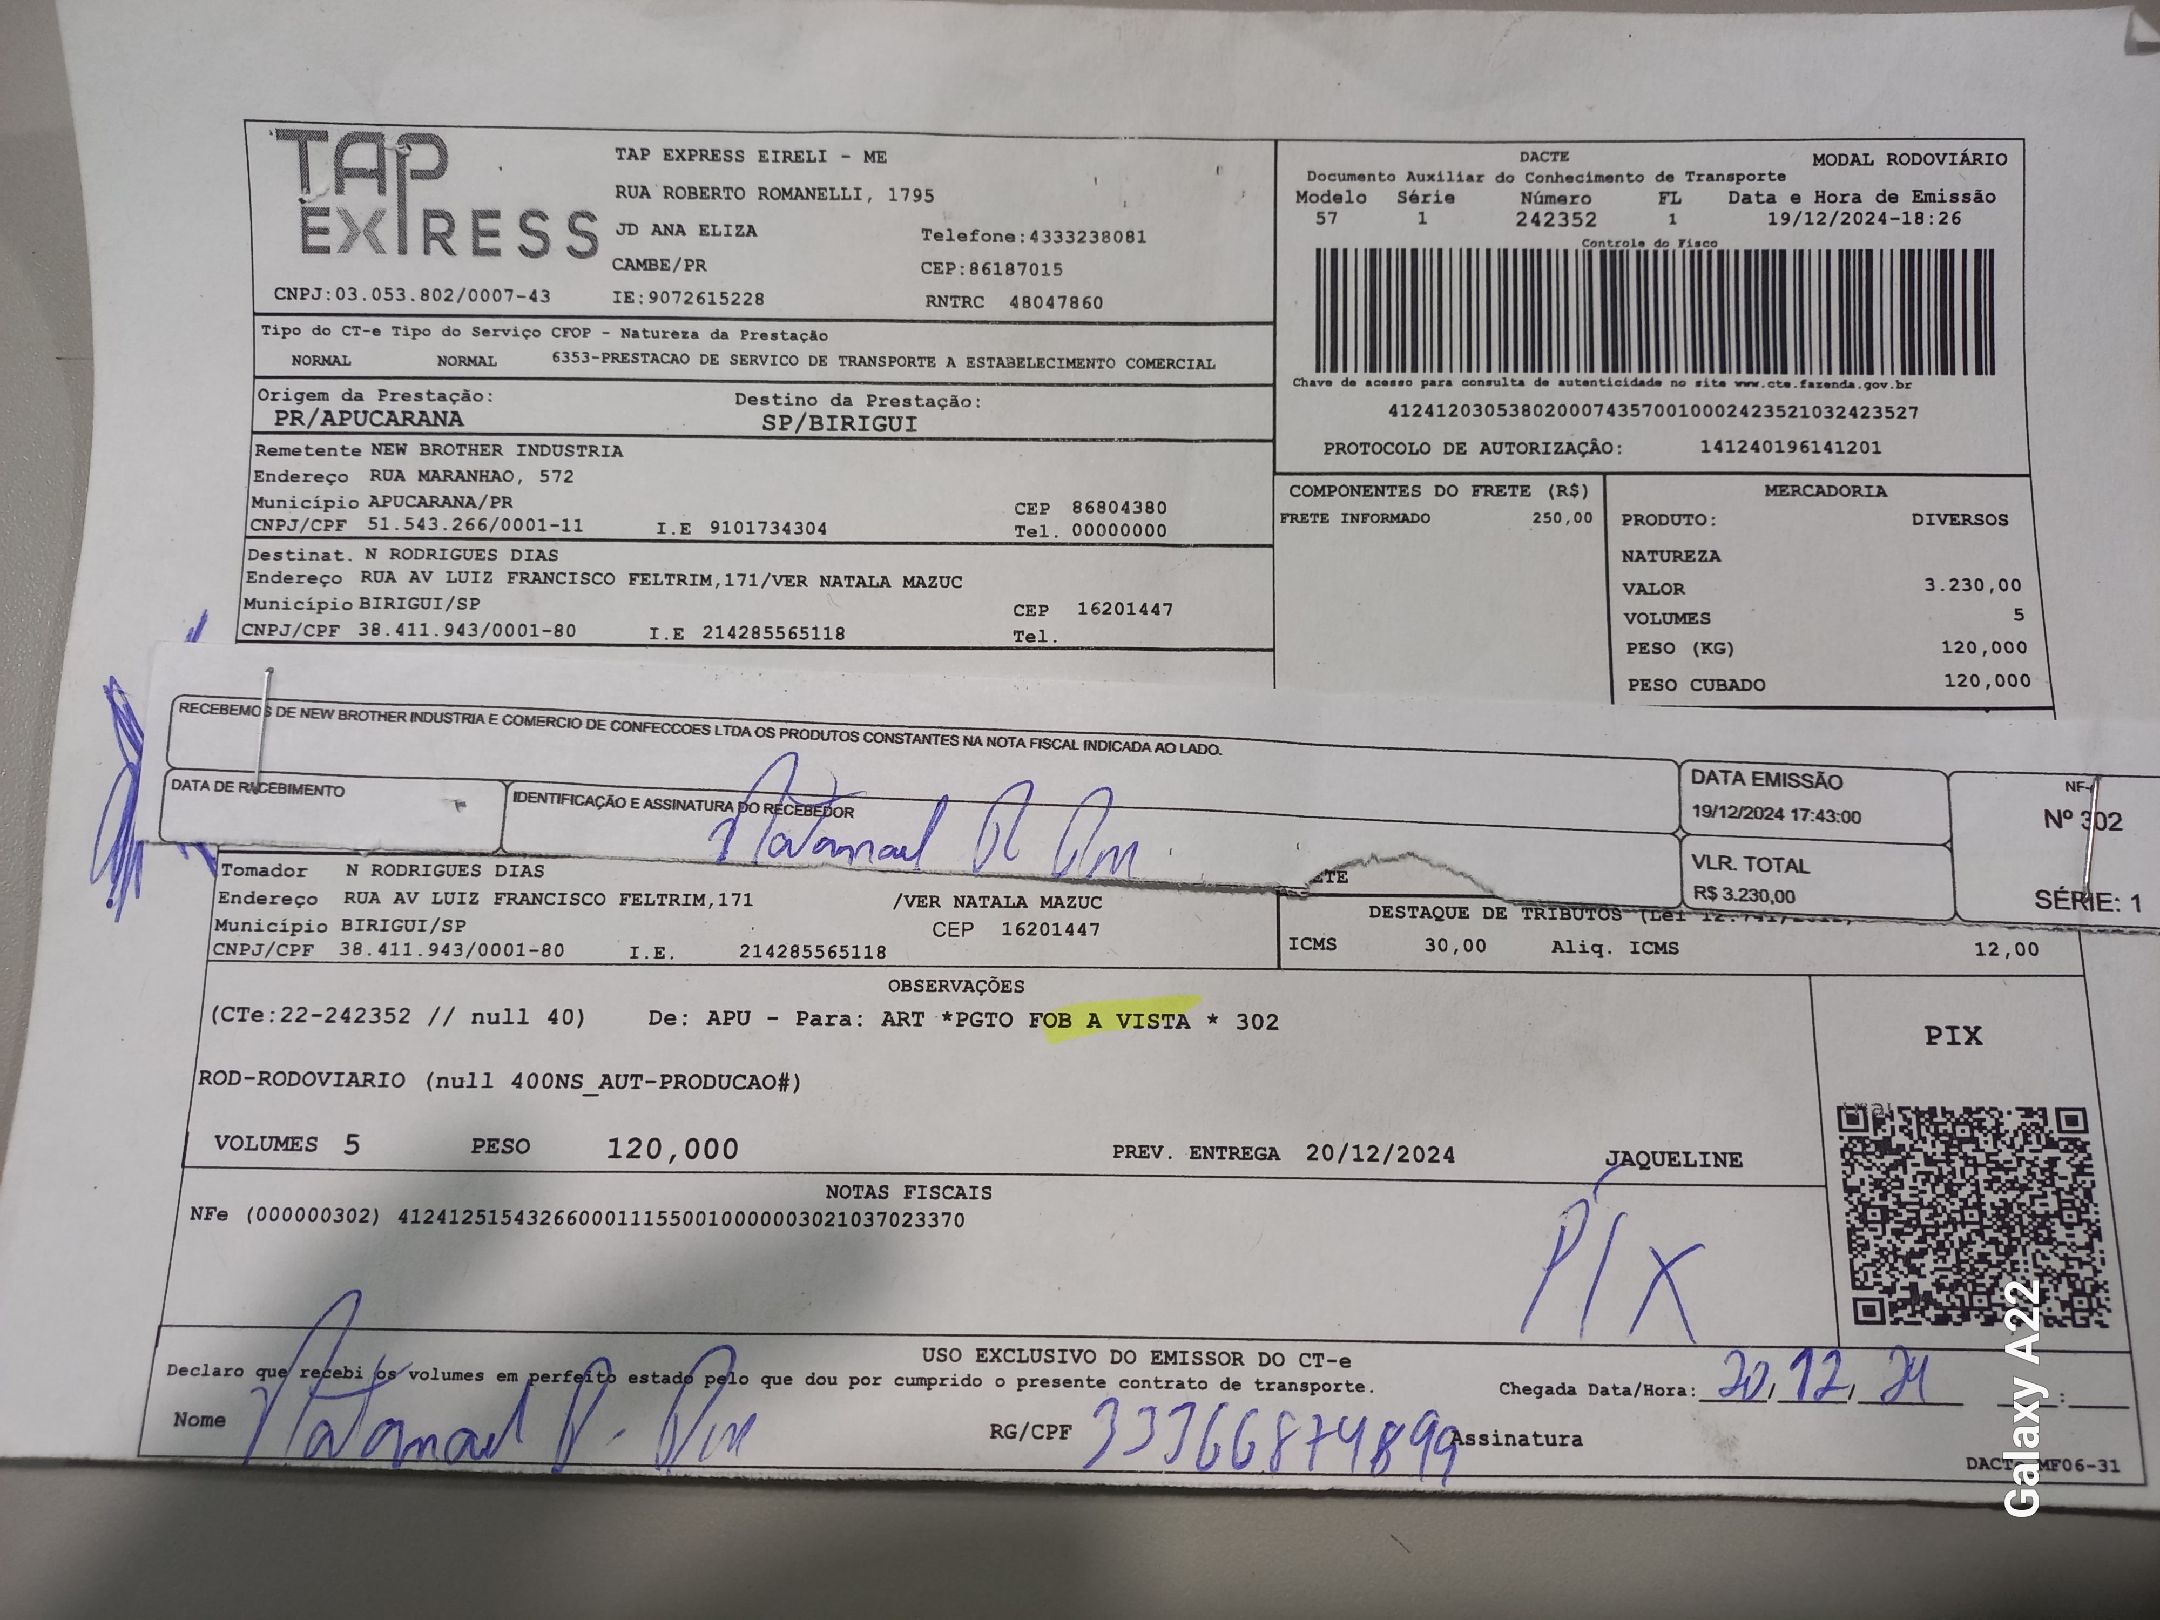 TAP
EXPRESS
TAP EXPRESS EIRELI - ME
RUA ROBERTO ROMANELLI, 1795
JD ANA ELIZA
Telefone:4333238081
CAMBE/PR
CEP:86187015
CNPJ:03.053.802/0007-43 IE:9072615228 RNTRC 48047860
DACTE MODAL RODOVIÁRIO
Documento Auxiliar do Conhecimento de Transporte
Modelo Série Número FL Data e Hora de Emissão
57 1 242352 1 19/12/2024-18:26
Controle do Fisco
Chave de acesso para consulta de autenticidade no site www.cte.fazenda.gov.br
41241203053802000743570010002423521032423527
PROTOCOLO DE AUTORIZAÇÃO: 141240196141201
Tipo do CT-e Tipo do Serviço CFOP - Natureza da Prestação
NORMAL NORMAL 6353-PRESTACAO DE SERVICO DE TRANSPORTE A ESTABELECIMENTO COMERCIAL
Origem da Prestação: Destino da Prestação:
PR/APUCARANA SP/BIRIGUI
Remetente NEW BROTHER INDUSTRIA
Endereço RUA MARANHAO, 572
Município APUCARANA/PR CEP 86804380
CNPJ/CPF 51.543.266/0001-11 I.E 9101734304 Tel. 00000000
Destinat. N RODRIGUES DIAS
Endereço RUA AV LUIZ FRANCISCO FELTRIM,171/VER NATALA MAZUC
Município BIRIGUI/SP CEP 16201447
CNPJ/CPF 38.411.943/0001-80 I.E 214285565118 Tel.
COMPONENTES DO FRETE (R$)
FRETE INFORMADO 250,00
MERCADORIA
PRODUTO: DIVERSOS
NATUREZA
VALOR 3.230,00
VOLUMES 5
PESO (KG) 120,000
PESO CUBADO 120,000
RECEBEMOS DE NEW BROTHER INDUSTRIA E COMERCIO DE CONFECCOES LTDA OS PRODUTOS CONSTANTES NA NOTA FISCAL INDICADA AO LADO.
DATA DE RECEBIMENTO
IDENTIFICAÇÃO E ASSINATURA DO RECEBEDOR
DATA EMISSÃO
19/12/2024 17:43:00
VLR. TOTAL
R$ 3.230,00
NF-
Nº 302
SÉRIE: 1
Tomador N RODRIGUES DIAS
Endereço RUA AV LUIZ FRANCISCO FELTRIM,171 /VER NATALA MAZUC
Município BIRIGUI/SP CEP 16201447
CNPJ/CPF 38.411.943/0001-80 I.E. 214285565118
DESTAQUE DE TRIBUTOS (Lei
ICMS 30,00 Aliq. ICMS 12,00
OBSERVAÇÕES
(CTe:22-242352 // null 40) De: APU - Para: ART *PGTO FOB A VISTA * 302
ROD-RODOVIARIO (null 400NS_AUT-PRODUCAO#)
VOLUMES 5 PESO 120,000 PREV. ENTREGA 20/12/2024 JAQUELINE
PIX
NOTAS FISCAIS
NFe (000000302) 41241251543266000111550010000003021037023370
PIX
USO EXCLUSIVO DO EMISSOR DO CT-e
Declaro que recebi os volumes em perfeito estado pelo que dou por cumprido o presente contrato de transporte.
Chegada Data/Hora: 20/12/24 :
Nome RG/CPF 33366874899 Assinatura
MF06-31
Galaxy A22